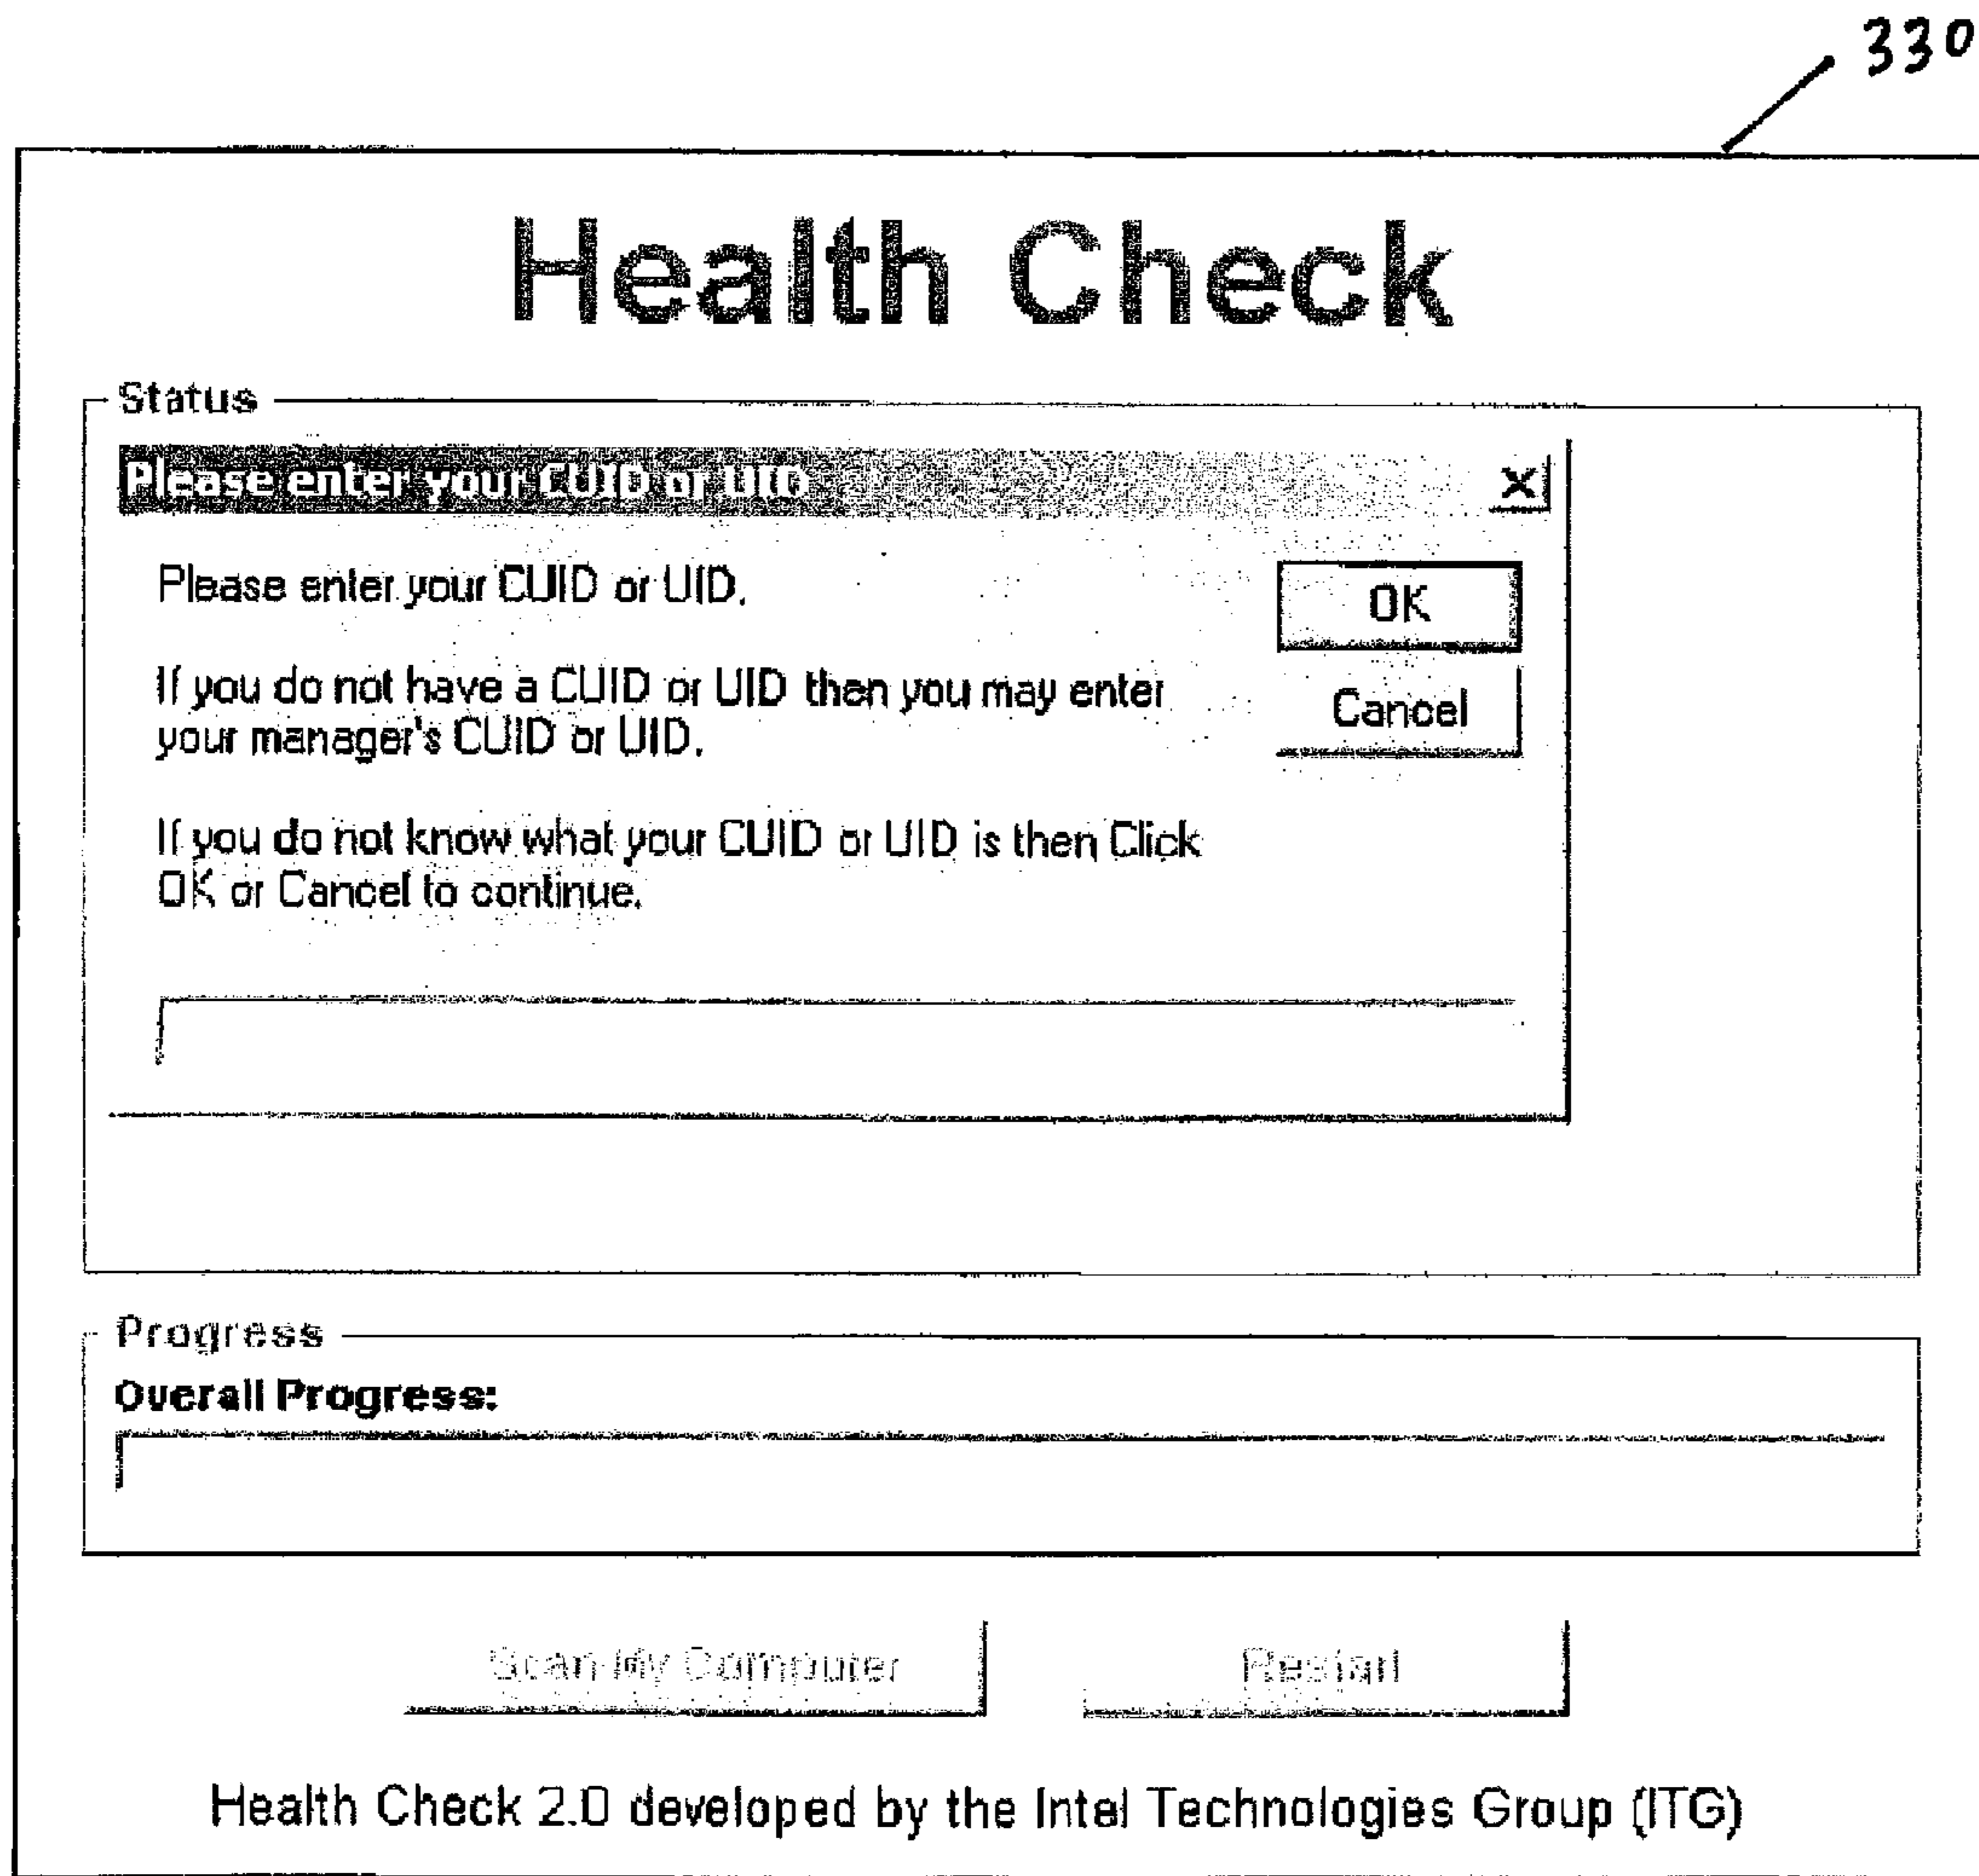 330
Health Check
Status
Please enter your CUID or UID
X
Please enter your CUID or UID.
OK
If you do not have a CUID or UID then you may enter
your manager's CUID or UID.
Cancel
If you do not know what your CUID or UID is then Click
OK or Cancel to continue.
Progress
Overall Progress:
Scan My Computer
Restart
Health Check 2.0 developed by the Intel Technologies Group (ITG)